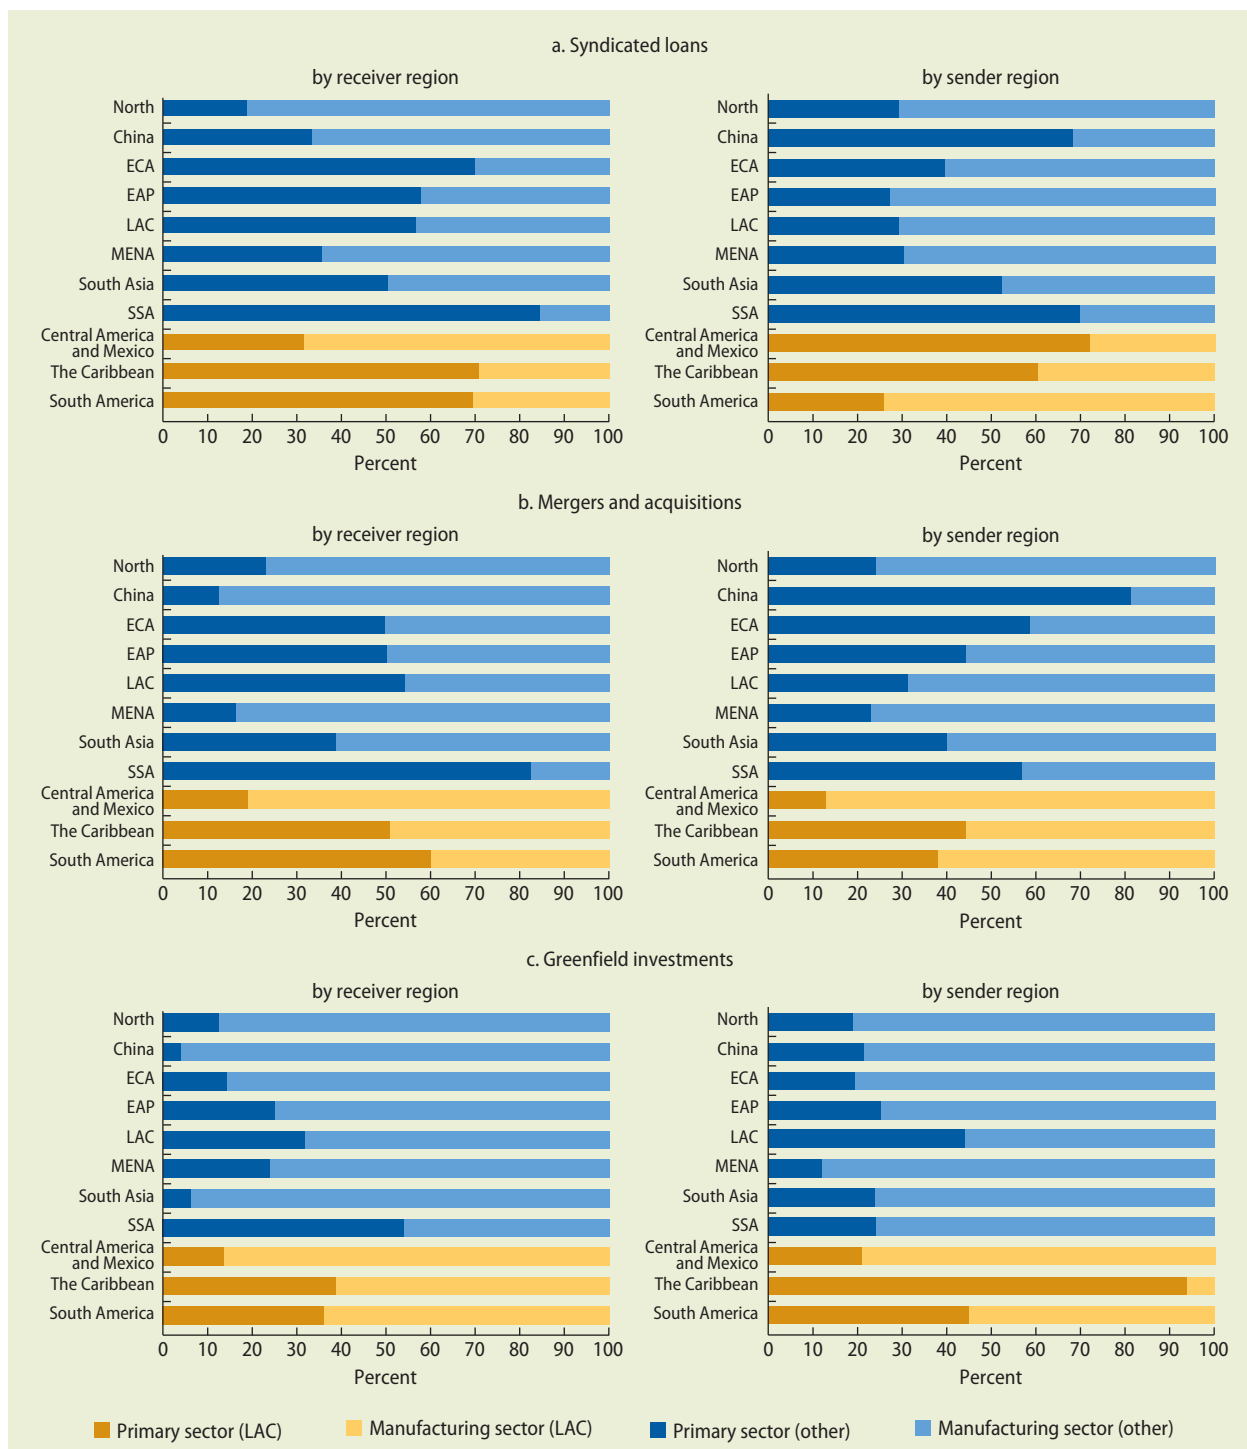 a. Syndicated loans
by receiver region
North
China
ECA
EAP
LAC
MENA
South Asia
SSA
Central America
and Mexico
The Caribbean
South America
0 10 20 30 40 50 60 70 80 90 100
Percent
by sender region
North
China
ECA
EAP
LAC
MENA
South Asia
SSA
Central America
and Mexico
The Caribbean
South America
0 10 20 30 40 50 60 70 80 90 100
Percent
b. Mergers and acquisitions
by receiver region
North
China
ECA
EAP
LAC
MENA
South Asia
SSA
Central America
and Mexico
The Caribbean
South America
0 10 20 30 40 50 60 70 80 90 100
Percent
by sender region
North
China
ECA
EAP
LAC
MENA
South Asia
SSA
Central America
and Mexico
The Caribbean
South America
0 10 20 30 40 50 60 70 80 90 100
Percent
c. Greenfield investments
by receiver region
North
China
ECA
EAP
LAC
MENA
South Asia
SSA
Central America
and Mexico
The Caribbean
South America
0 10 20 30 40 50 60 70 80 90 100
Percent
by sender region
North
China
ECA
EAP
LAC
MENA
South Asia
SSA
Central America
and Mexico
The Caribbean
South America
0 10 20 30 40 50 60 70 80 90 100
Percent
Primary sector (LAC) Manufacturing sector (LAC) Primary sector (other) Manufacturing sector (other)